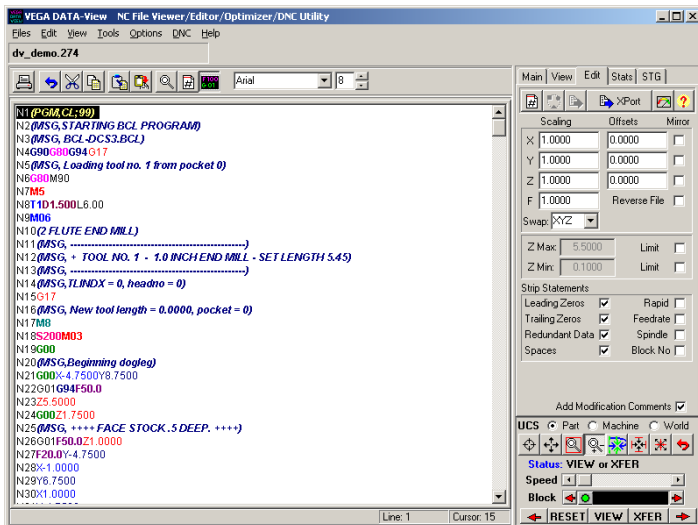 VEGA DATA-View NC File Viewer/Editor/Optimizer/DNC Utility
Files Edit View Tools Options DNC Help
dv_demo.274
Arial 8
N1(PGM,CL;99)
N2(MSG,STARTING BCL PROGRAM)
N3(MSG, BCL-DCS3.BCL)
N4G90G80G94G17
N5(MSG, Loading tool no. 1 from pocket 0)
N6G80M90
N7M5
N8T1D1.500L6.00
N9M06
N10(2 FLUTE END MILL)
N11(MSG, --------------------------------------------------)
N12(MSG, + TOOL NO. 1 - 1.0 INCH END MILL - SET LENGTH 5.45)
N13(MSG, --------------------------------------------------)
N14(MSG,TLINDX = 0, headno = 0)
N15G17
N16(MSG, New tool length = 0.0000, pocket = 0)
N17M8
N18S200M03
N19G00
N20(MSG,Beginning dogleg)
N21G00X-4.7500Y8.7500
N22G01G94F50.0
N23Z5.5000
N24G00Z1.7500
N25(MSG, ++++ FACE STOCK .5 DEEP. ++++)
N26G01F50.0Z1.0000
N27F20.0Y-4.7500
N28X-1.0000
N29Y6.7500
N30X1.0000
Line: 1 Cursor: 15
Main View Edit Stats STG
XPort ?
Scaling Offsets Mirror
X 1.0000 0.0000
Y 1.0000 0.0000
Z 1.0000 0.0000
F 1.0000 Reverse File
Swap: XYZ
Z Max: 5.5000 Limit
Z Min: 0.1000 Limit
Strip Statements
Leading Zeros Rapid
Trailing Zeros Feedrate
Redundant Data Spindle
Spaces Block No
Add Modification Comments
UCS Part Machine World
Status: VIEW or XFER
Speed
Block
RESET VIEW XFER